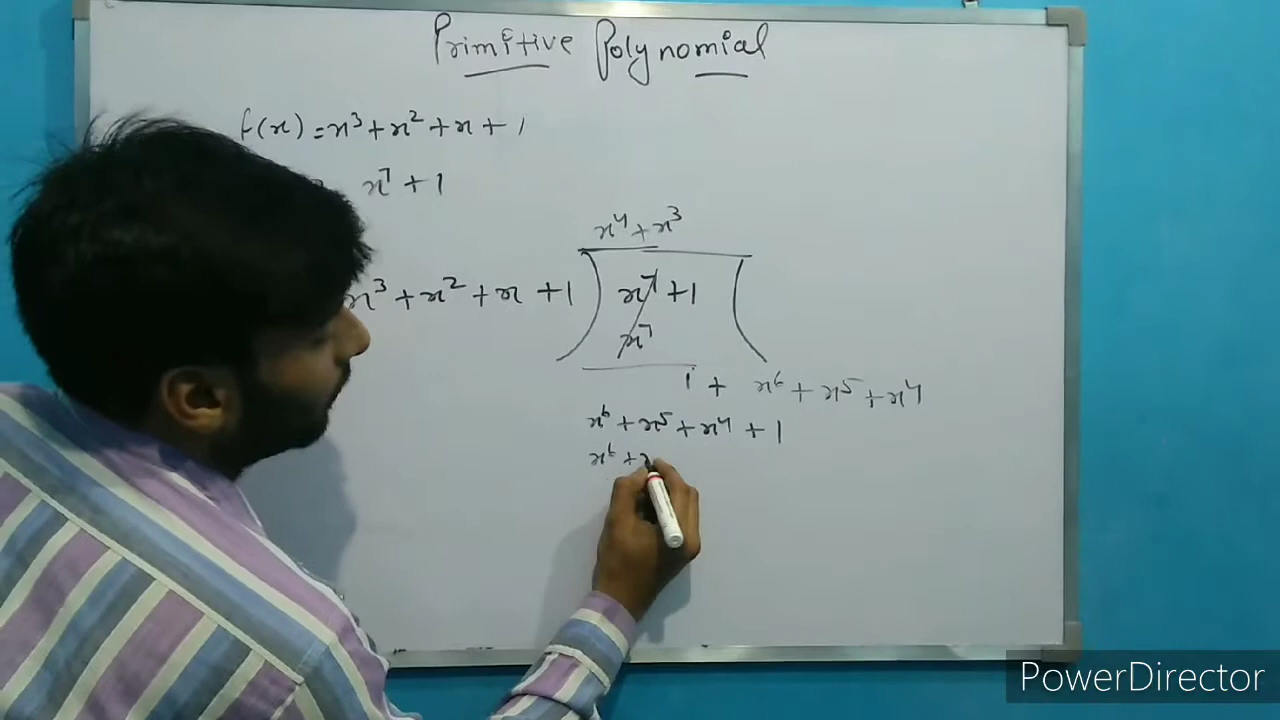 Primitive Polynomial
f(x) = x³ + x² + x + 1
x⁷ + 1
x⁴ + x³
x³ + x² + x + 1 ) x⁷ + 1 (
x⁷
1 + x⁶ + x⁵ + x⁴
x⁶ + x⁵ + x⁴ + 1
x⁶ + x
PowerDirector